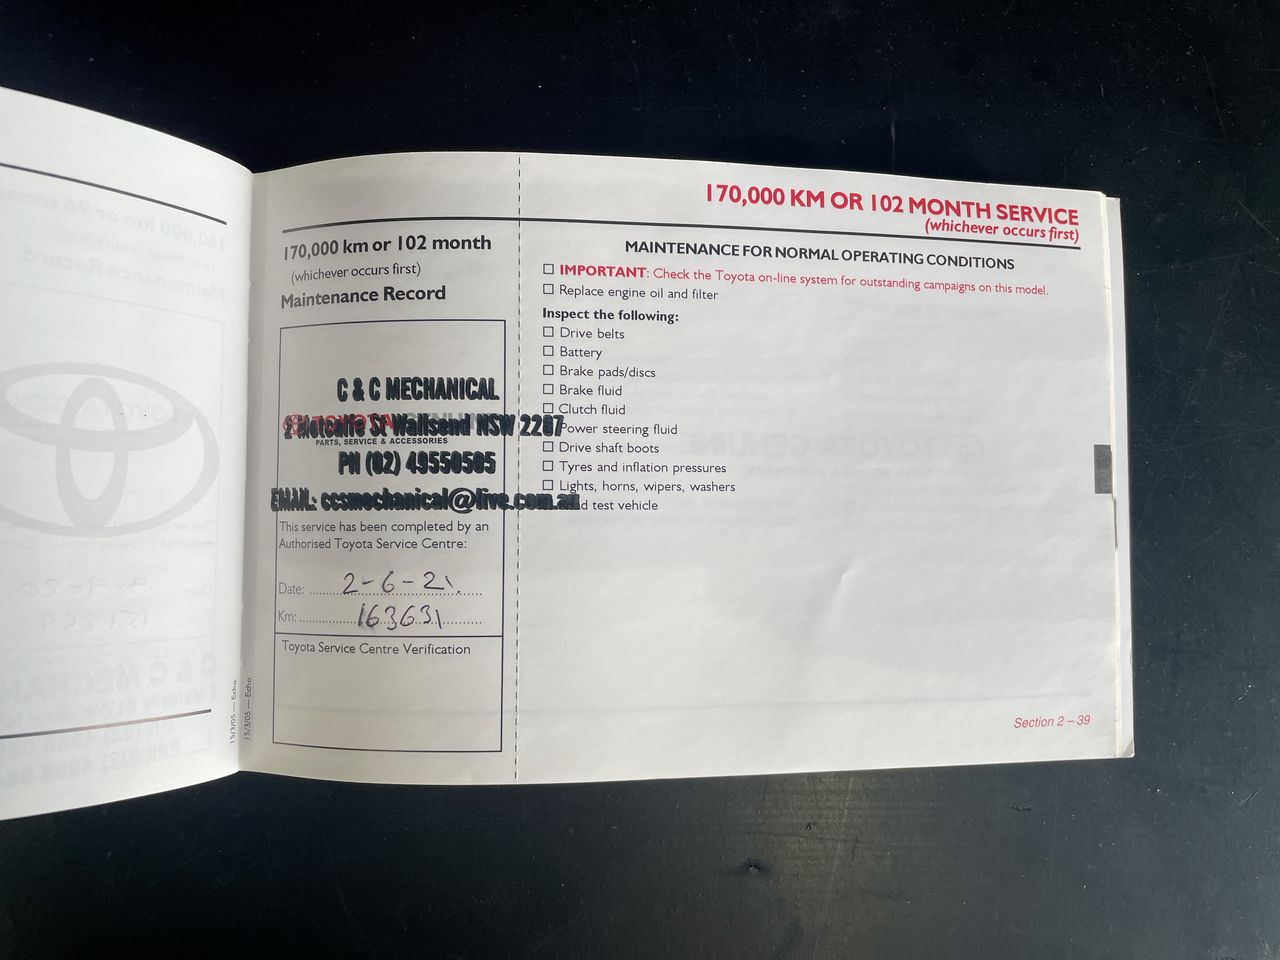 170,000 km or 102 month
(whichever occurs first)
Maintenance Record
C & C MECHANICAL
2 Metcalfe St Wallsend NSW 2287
TOYOTA
PARTS, SERVICE & ACCESSORIES
PH (02) 49550505
EMAIL: ccsmechanical@live.com.au
This service has been completed by an
Authorised Toyota Service Centre:
Date: 2-6-21.
Km: 163631
Toyota Service Centre Verification
15/3/05 — Echo
15/3/05 — Echo
170,000 KM OR 102 MONTH SERVICE
(whichever occurs first)
MAINTENANCE FOR NORMAL OPERATING CONDITIONS
IMPORTANT: Check the Toyota on-line system for outstanding campaigns on this model.
Replace engine oil and filter
Inspect the following:
Drive belts
Battery
Brake pads/discs
Brake fluid
Clutch fluid
Power steering fluid
Drive shaft boots
Tyres and inflation pressures
Lights, horns, wipers, washers
test vehicle
Section 2 – 39